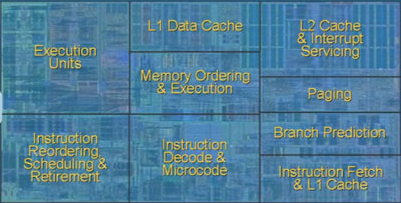 Execution
Units
L1 Data Cache
Memory Ordering
& Execution
L2 Cache
& Interrupt
Servicing
Paging
Instruction
Reordering,
Scheduling &
Retirement
Instruction
Decode &
Microcode
Branch Prediction
Instruction Fetch
& L1 Cache